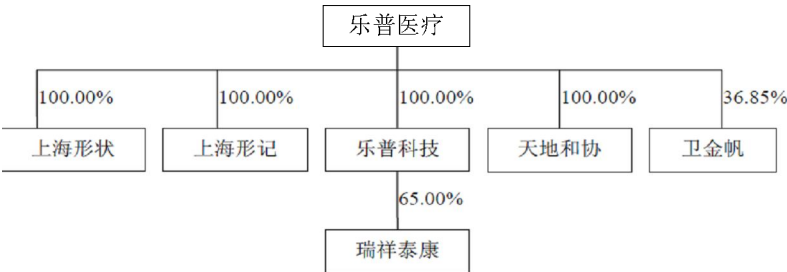 乐普医疗
100.00% 100.00% 100.00% 100.00% 36.85%
上海形状 上海形记 乐普科技 天地和协 卫金帆
65.00%
瑞祥泰康